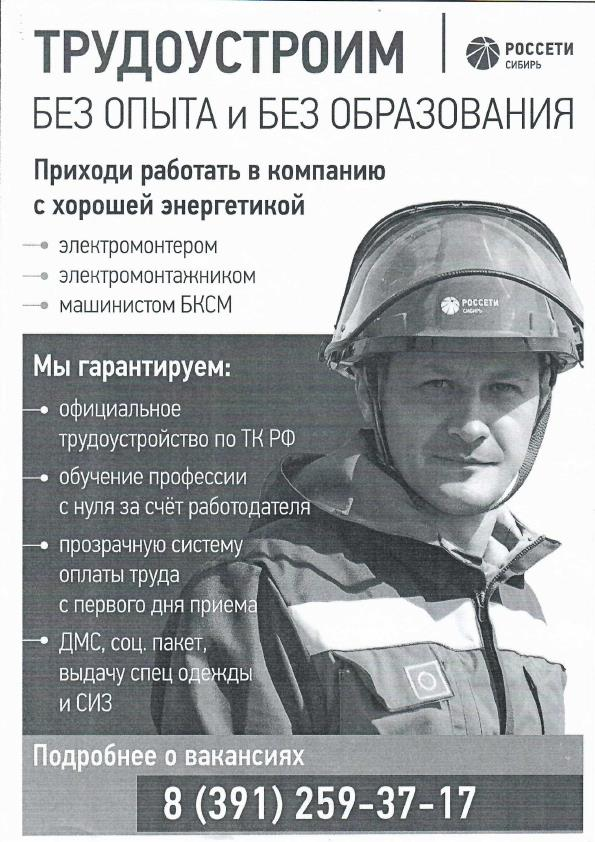 ТРУДОУСТРОИМ
РОССЕТИ
СИБИРЬ
БЕЗ ОПЫТА и БЕЗ ОБРАЗОВАНИЯ
Приходи работать в компанию
с хорошей энергетикой
электромонтером
электромонтажником
машинистом БКСМ
РОССЕТИ
СИБИРЬ
Мы гарантируем:
официальное
трудоустройство по ТК РФ
обучение профессии
с нуля за счёт работодателя
прозрачную систему
оплаты труда
с первого дня приема
ДМС, соц. пакет,
выдачу спец одежды
и СИЗ
Подробнее о вакансиях
8 (391) 259-37-17